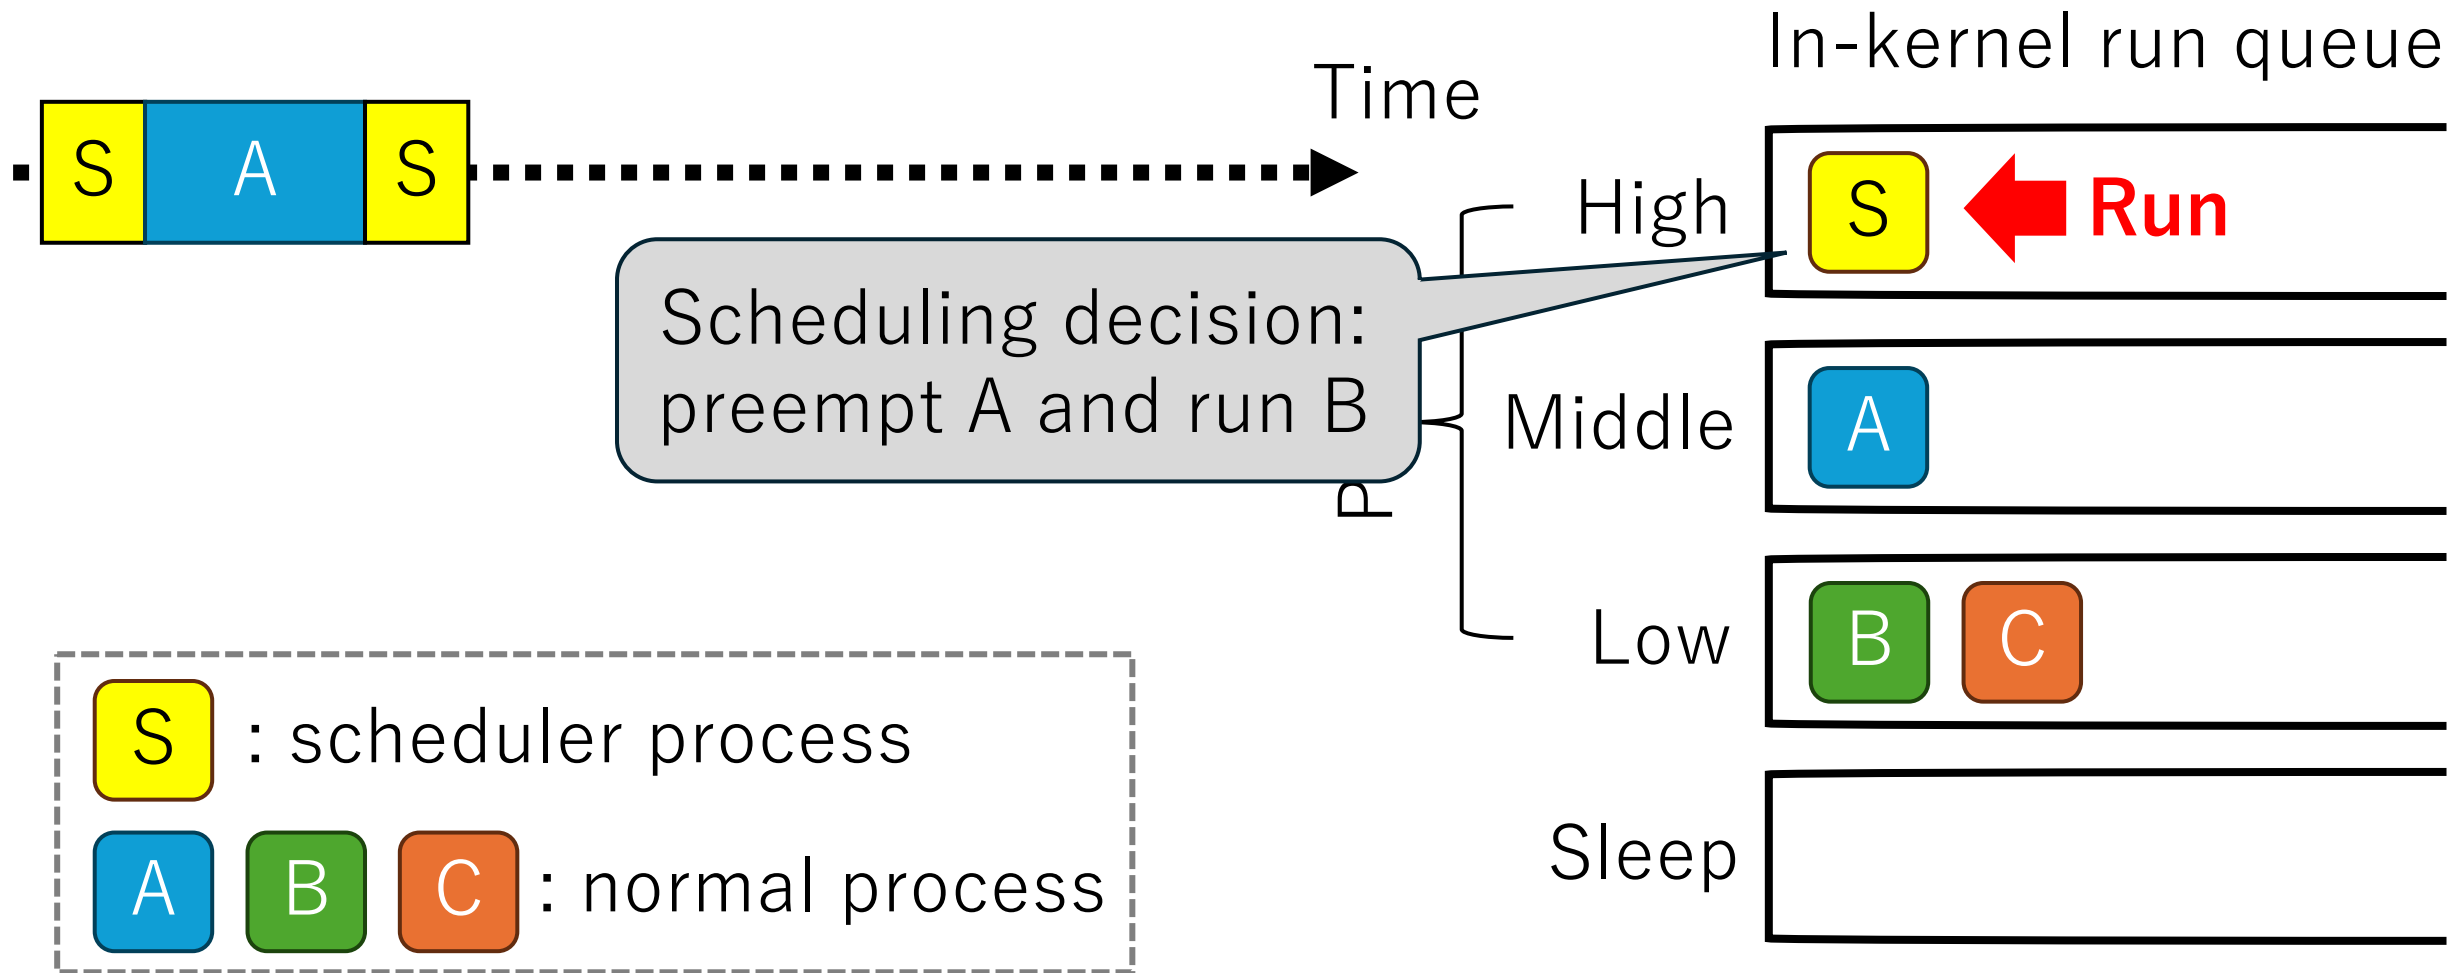 In-kernel run queue
Time
S A S
High
S
Run
Scheduling decision:
preempt A and run B
Middle
A
P
Low
B C
S : scheduler process
A B C : normal process
Sleep